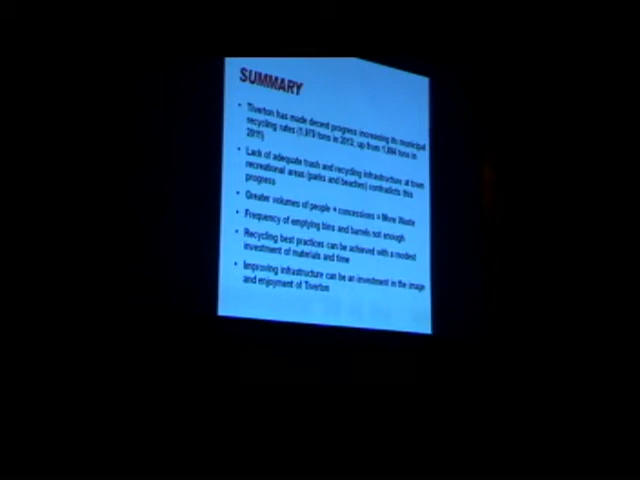 SUMMARY
• Tiverton has made decent progress increasing its municipal
recycling rates (1,979 tons in 2012, up from 1,894 tons in
2011)
• Lack of adequate trash and recycling infrastructure at town
recreational areas (parks and beaches) contradicts this
progress
• Greater volumes of people + concessions = More Waste
• Frequency of emptying bins and barrels not enough
• Recycling best practices can be achieved with a modest
investment of materials and time
• Improving infrastructure can be an investment in the image
and enjoyment of Tiverton